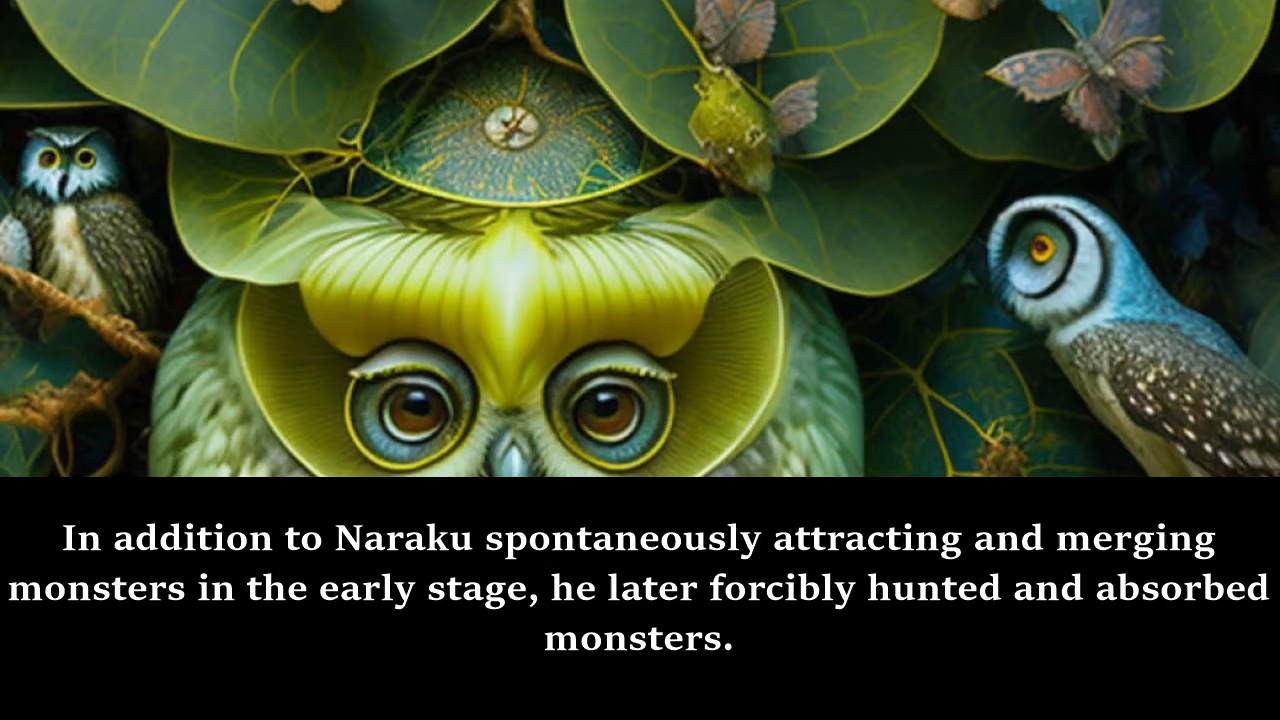 In addition to Naraku spontaneously attracting and merging
monsters in the early stage, he later forcibly hunted and absorbed
monsters.